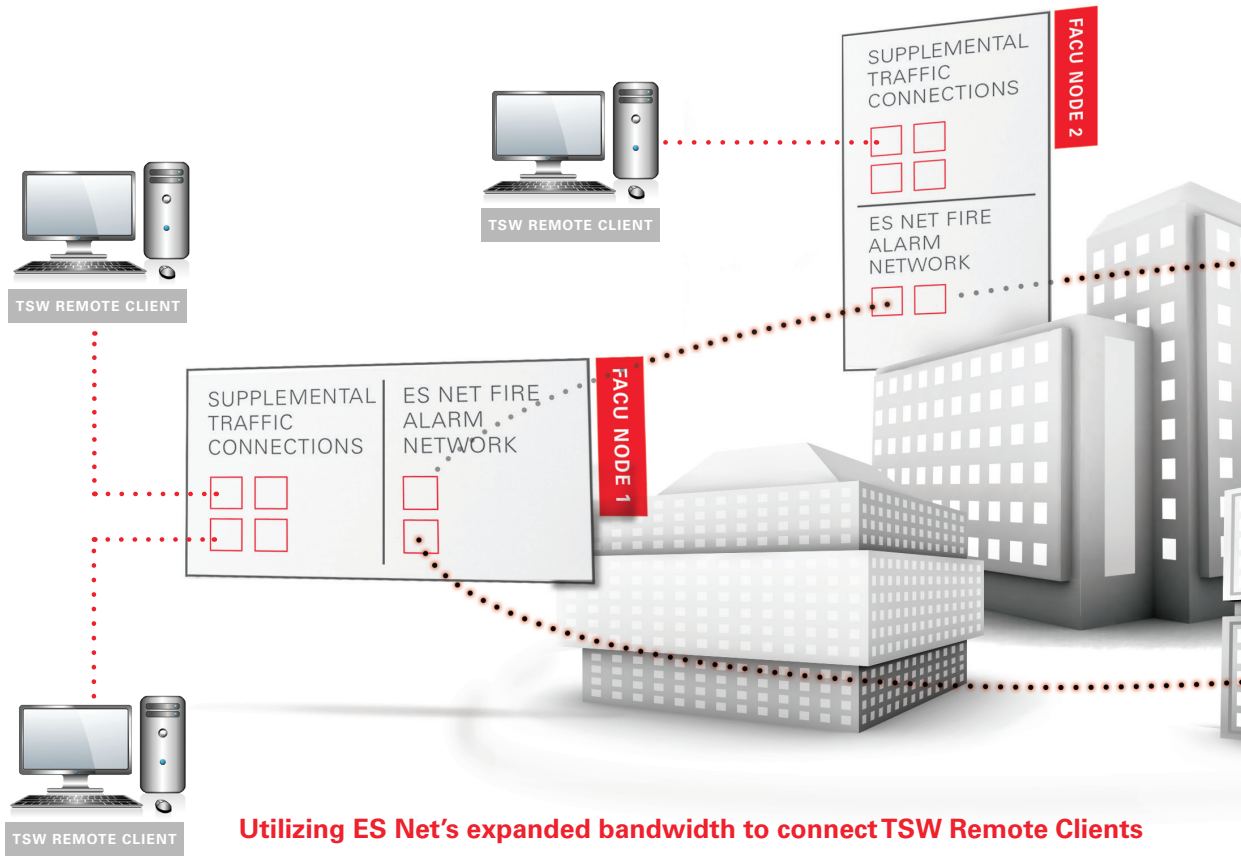 SUPPLEMENTAL
TRAFFIC
CONNECTIONS
ES NET FIRE
ALARM
NETWORK
FACU NODE 2
TSW REMOTE CLIENT
TSW REMOTE CLIENT
SUPPLEMENTAL
TRAFFIC
CONNECTIONS
ES NET FIRE
ALARM
NETWORK
FACU NODE 1
TSW REMOTE CLIENT
Utilizing ES Net's expanded bandwidth to connect TSW Remote Clients